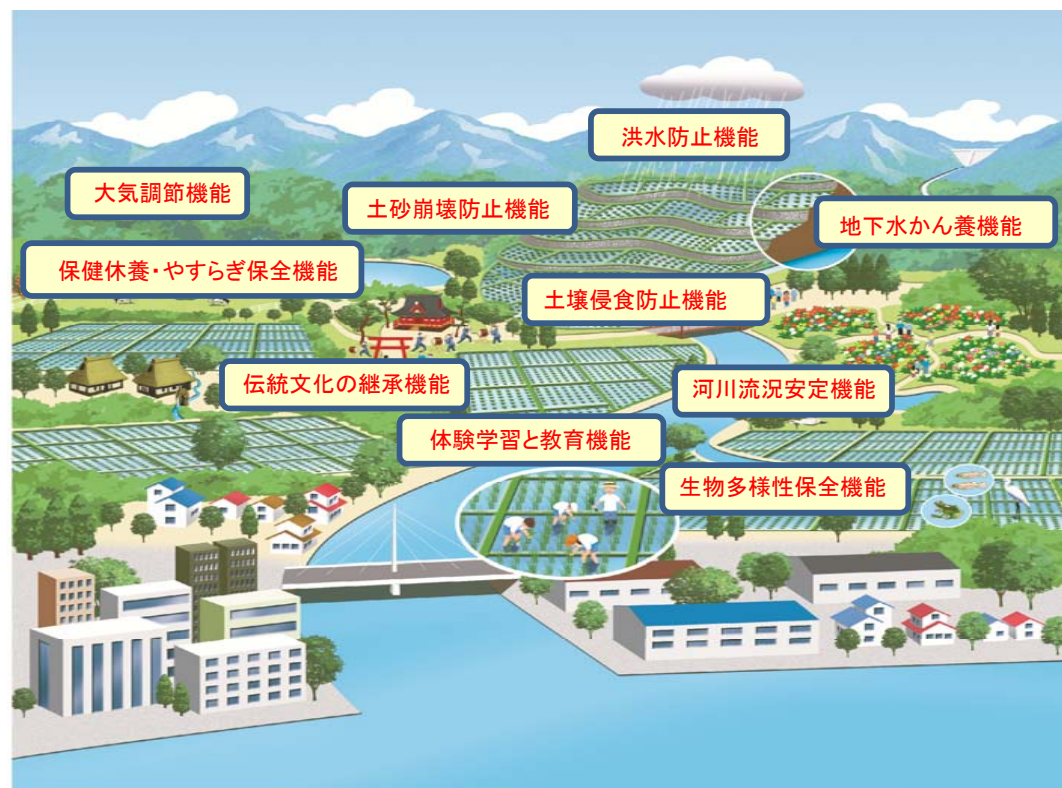 洪水防止機能
大気調節機能
土砂崩壊防止機能
地下水かん養機能
保健休養・やすらぎ保全機能
土壌侵食防止機能
伝統文化の継承機能
河川流況安定機能
体験学習と教育機能
生物多様性保全機能